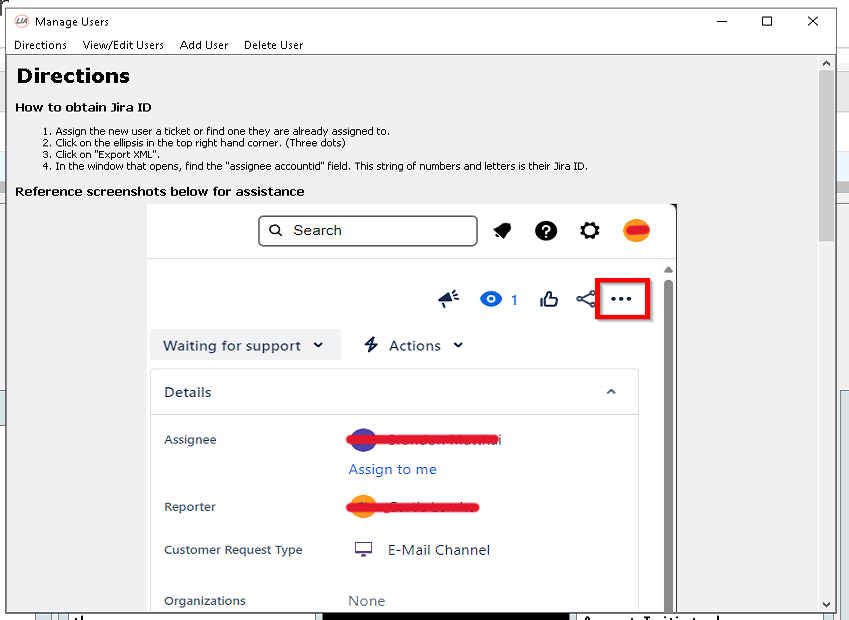 LIA Manage Users
Directions View/Edit Users Add User Delete User
Directions
How to obtain Jira ID
1. Assign the new user a ticket or find one they are already assigned to.
2. Click on the ellipsis in the top right hand corner. (Three dots)
3. Click on "Export XML".
4. In the window that opens, find the "assignee accountid" field. This string of numbers and letters is their Jira ID.
Reference screenshots below for assistance
Search
1
Waiting for support Actions
Details
Assignee
Assign to me
Reporter
Customer Request Type E-Mail Channel
Organizations None